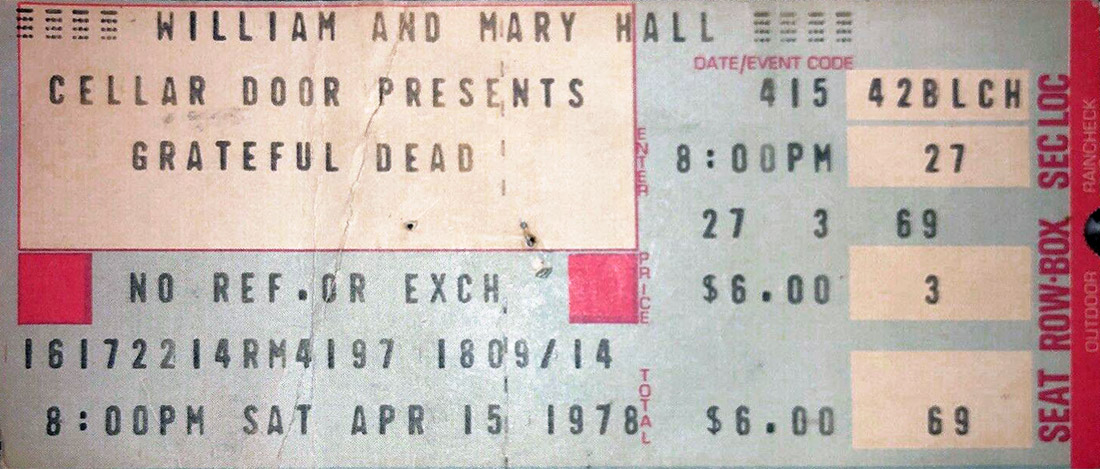 WILLIAM AND MARY HALL
DATE/EVENT CODE
CELLAR DOOR PRESENTS 415 42BLCH
GRATEFUL DEAD 8:00PM 27
ENTER
27 3 69
NO REF.OR EXCH $6.00 3
PRICE
16172214RM4197 1809/14
8:00PM SAT APR 15 1978 $6.00 69
TOTAL
SEAT ROW·BOX SEC LOC
OUTDOOR RAINCHECK